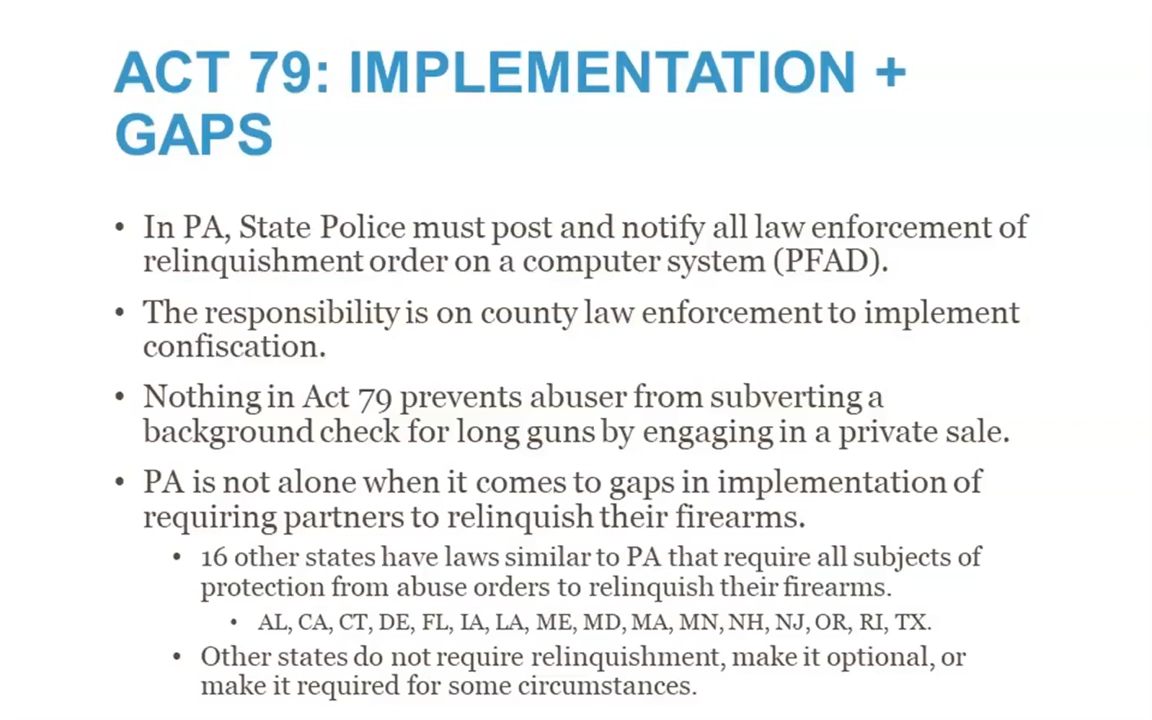 ACT 79: IMPLEMENTATION +
GAPS
• In PA, State Police must post and notify all law enforcement of
relinquishment order on a computer system (PFAD).
• The responsibility is on county law enforcement to implement
confiscation.
• Nothing in Act 79 prevents abuser from subverting a
background check for long guns by engaging in a private sale.
• PA is not alone when it comes to gaps in implementation of
requiring partners to relinquish their firearms.
• 16 other states have laws similar to PA that require all subjects of
protection from abuse orders to relinquish their firearms.
• AL, CA, CT, DE, FL, IA, LA, ME, MD, MA, MN, NH, NJ, OR, RI, TX.
• Other states do not require relinquishment, make it optional, or
make it required for some circumstances.